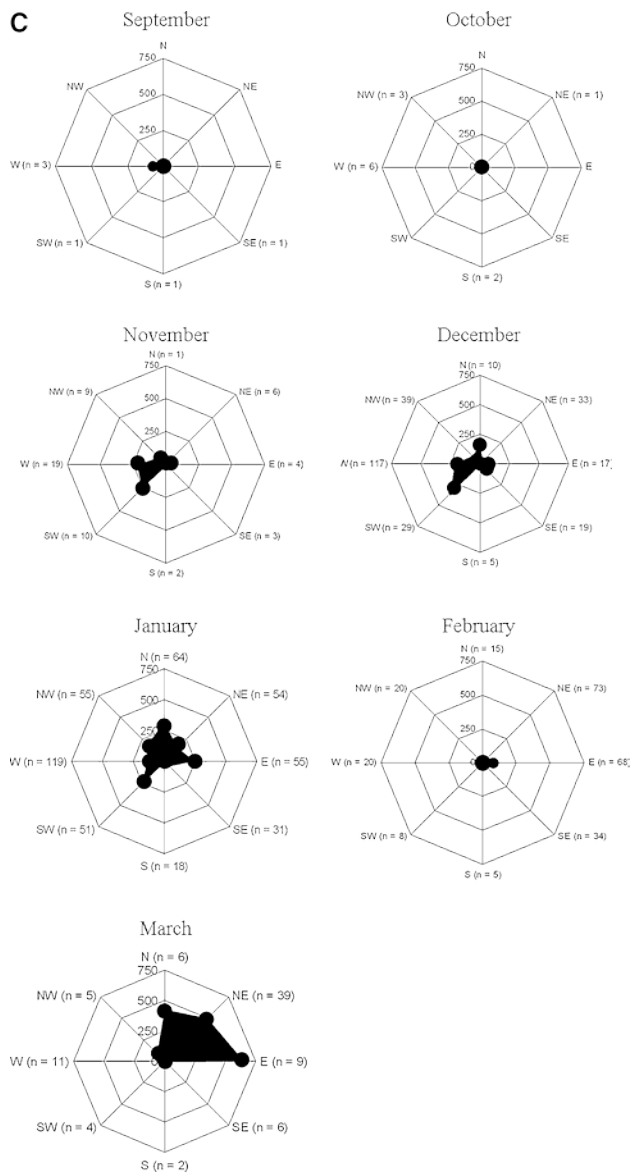 C
September
N
750
500
250
NW
NE
W (n = 3)
E
SW (n = 1)
SE (n = 1)
S (n = 1)
October
N
750
500
250
0
NW (n = 3)
NE (n = 1)
W (n = 6)
E
SW
SE
S (n = 2)
November
N (n = 1)
750
500
250
NW (n = 9)
NE (n = 6)
W (n = 19)
E (n = 4)
SW (n = 10)
SE (n = 3)
S (n = 2)
December
N (n = 10)
750
500
250
NW (n = 39)
NE (n = 33)
W (n = 117)
E (n = 17)
SW (n = 29)
SE (n = 19)
S (n = 5)
January
N (n = 64)
750
500
250
NW (n = 55)
NE (n = 54)
W (n = 119)
E (n = 55)
SW (n = 51)
SE (n = 31)
S (n = 18)
February
N (n = 15)
750
500
250
0
NW (n = 20)
NE (n = 73)
W (n = 20)
E (n = 68)
SW (n = 8)
SE (n = 34)
S (n = 5)
March
N (n = 6)
750
500
250
0
NW (n = 5)
NE (n = 39)
W (n = 11)
E (n = 9)
SW (n = 4)
SE (n = 6)
S (n = 2)